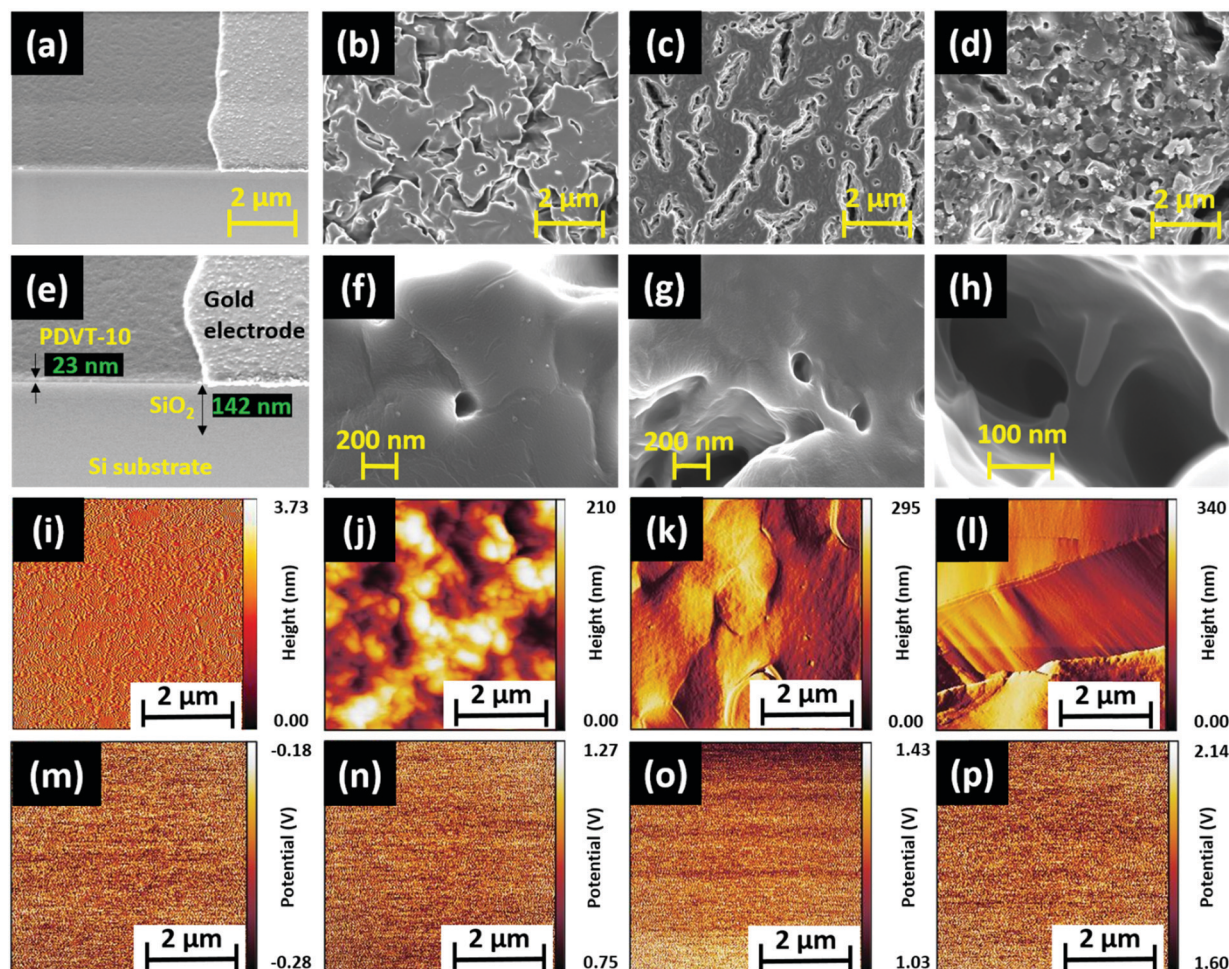 (a)
(b)
(c)
(d)
2 μm
2 μm
2 μm
2 μm
(e)
(f)
(g)
(h)
Gold
electrode
PDVT-10
23 nm
SiO₂
142 nm
Si substrate
200 nm
200 nm
100 nm
(i)
(j)
(k)
(l)
3.73
Height (nm)
0.00
210
Height (nm)
0.00
295
Height (nm)
0.00
340
Height (nm)
0.00
2 μm
2 μm
2 μm
2 μm
(m)
(n)
(o)
(p)
-0.18
Potential (V)
-0.28
1.27
Potential (V)
0.75
1.43
Potential (V)
1.03
2.14
Potential (V)
1.60
2 μm
2 μm
2 μm
2 μm